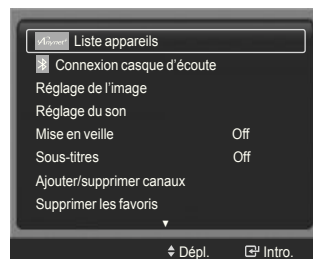 Anynet+ Liste appareils
Connexion casque d'écoute
Réglage de l'image
Réglage du son
Mise en veille Off
Sous-titres Off
Ajouter/supprimer canaux
Supprimer les favoris
Dépl. Intro.